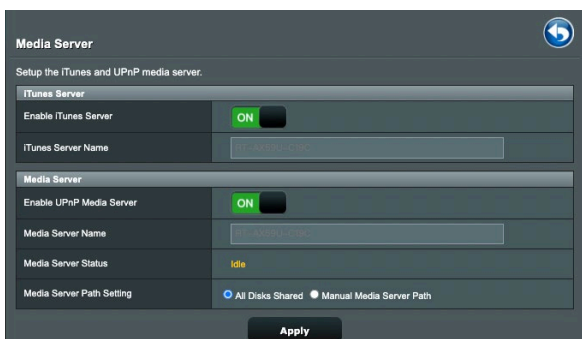 Media Server
Setup the iTunes and UPnP media server.
iTunes Server
Enable iTunes Server ON
iTunes Server Name
Media Server
Enable UPnP Media Server ON
Media Server Name
Media Server Status Idle
Media Server Path Setting All Disks Shared Manual Media Server Path
Apply